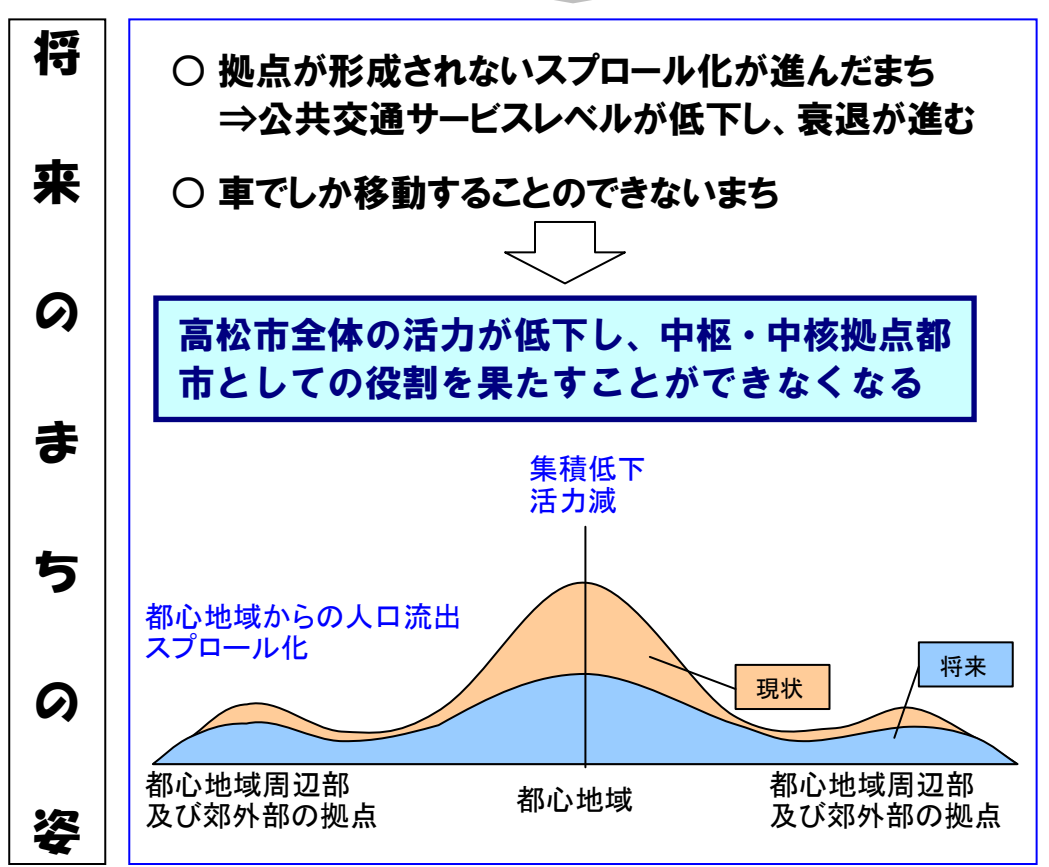 将来のまちの姿
○ 拠点が形成されないスプロール化が進んだまち
⇒公共交通サービスレベルが低下し、衰退が進む
○ 車でしか移動することのできないまち
高松市全体の活力が低下し、中枢・中核拠点都
市としての役割を果たすことができなくなる
集積低下
活力減
都心地域からの人口流出
スプロール化
現状
将来
都心地域周辺部
及び郊外部の拠点
都心地域
都心地域周辺部
及び郊外部の拠点